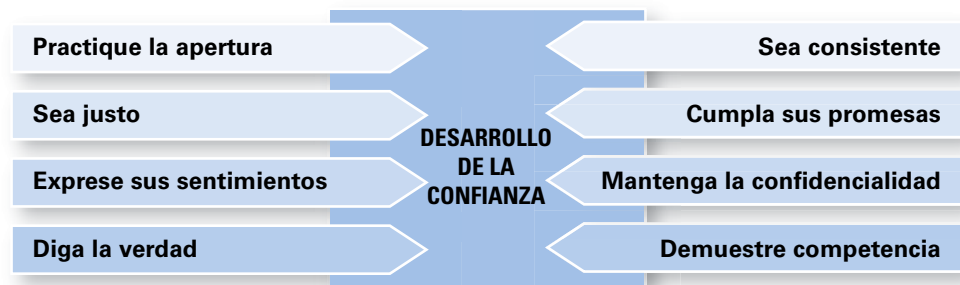 Practique la apertura
Sea justo
Exprese sus sentimientos
Diga la verdad
DESARROLLO
DE LA
CONFIANZA
Sea consistente
Cumpla sus promesas
Mantenga la confidencialidad
Demuestre competencia